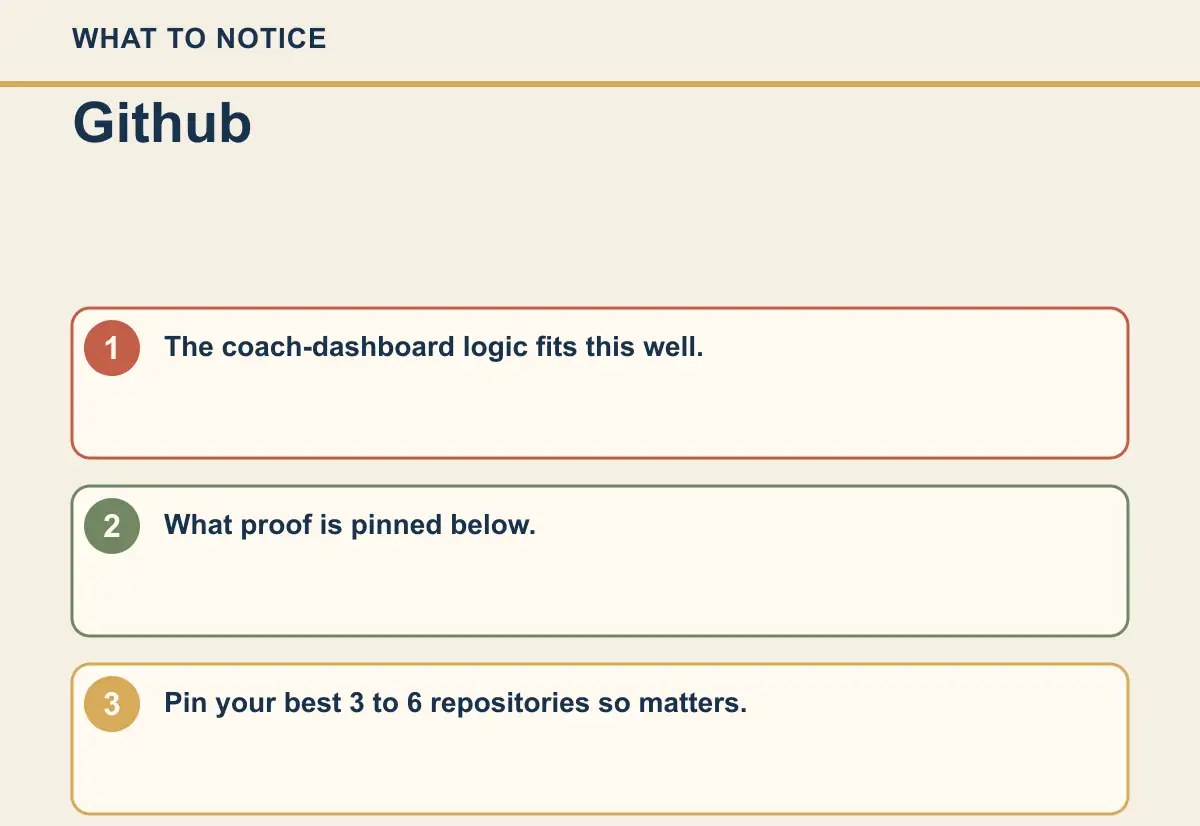 WHAT TO NOTICE
Github
1 The coach-dashboard logic fits this well.
2 What proof is pinned below.
3 Pin your best 3 to 6 repositories so matters.